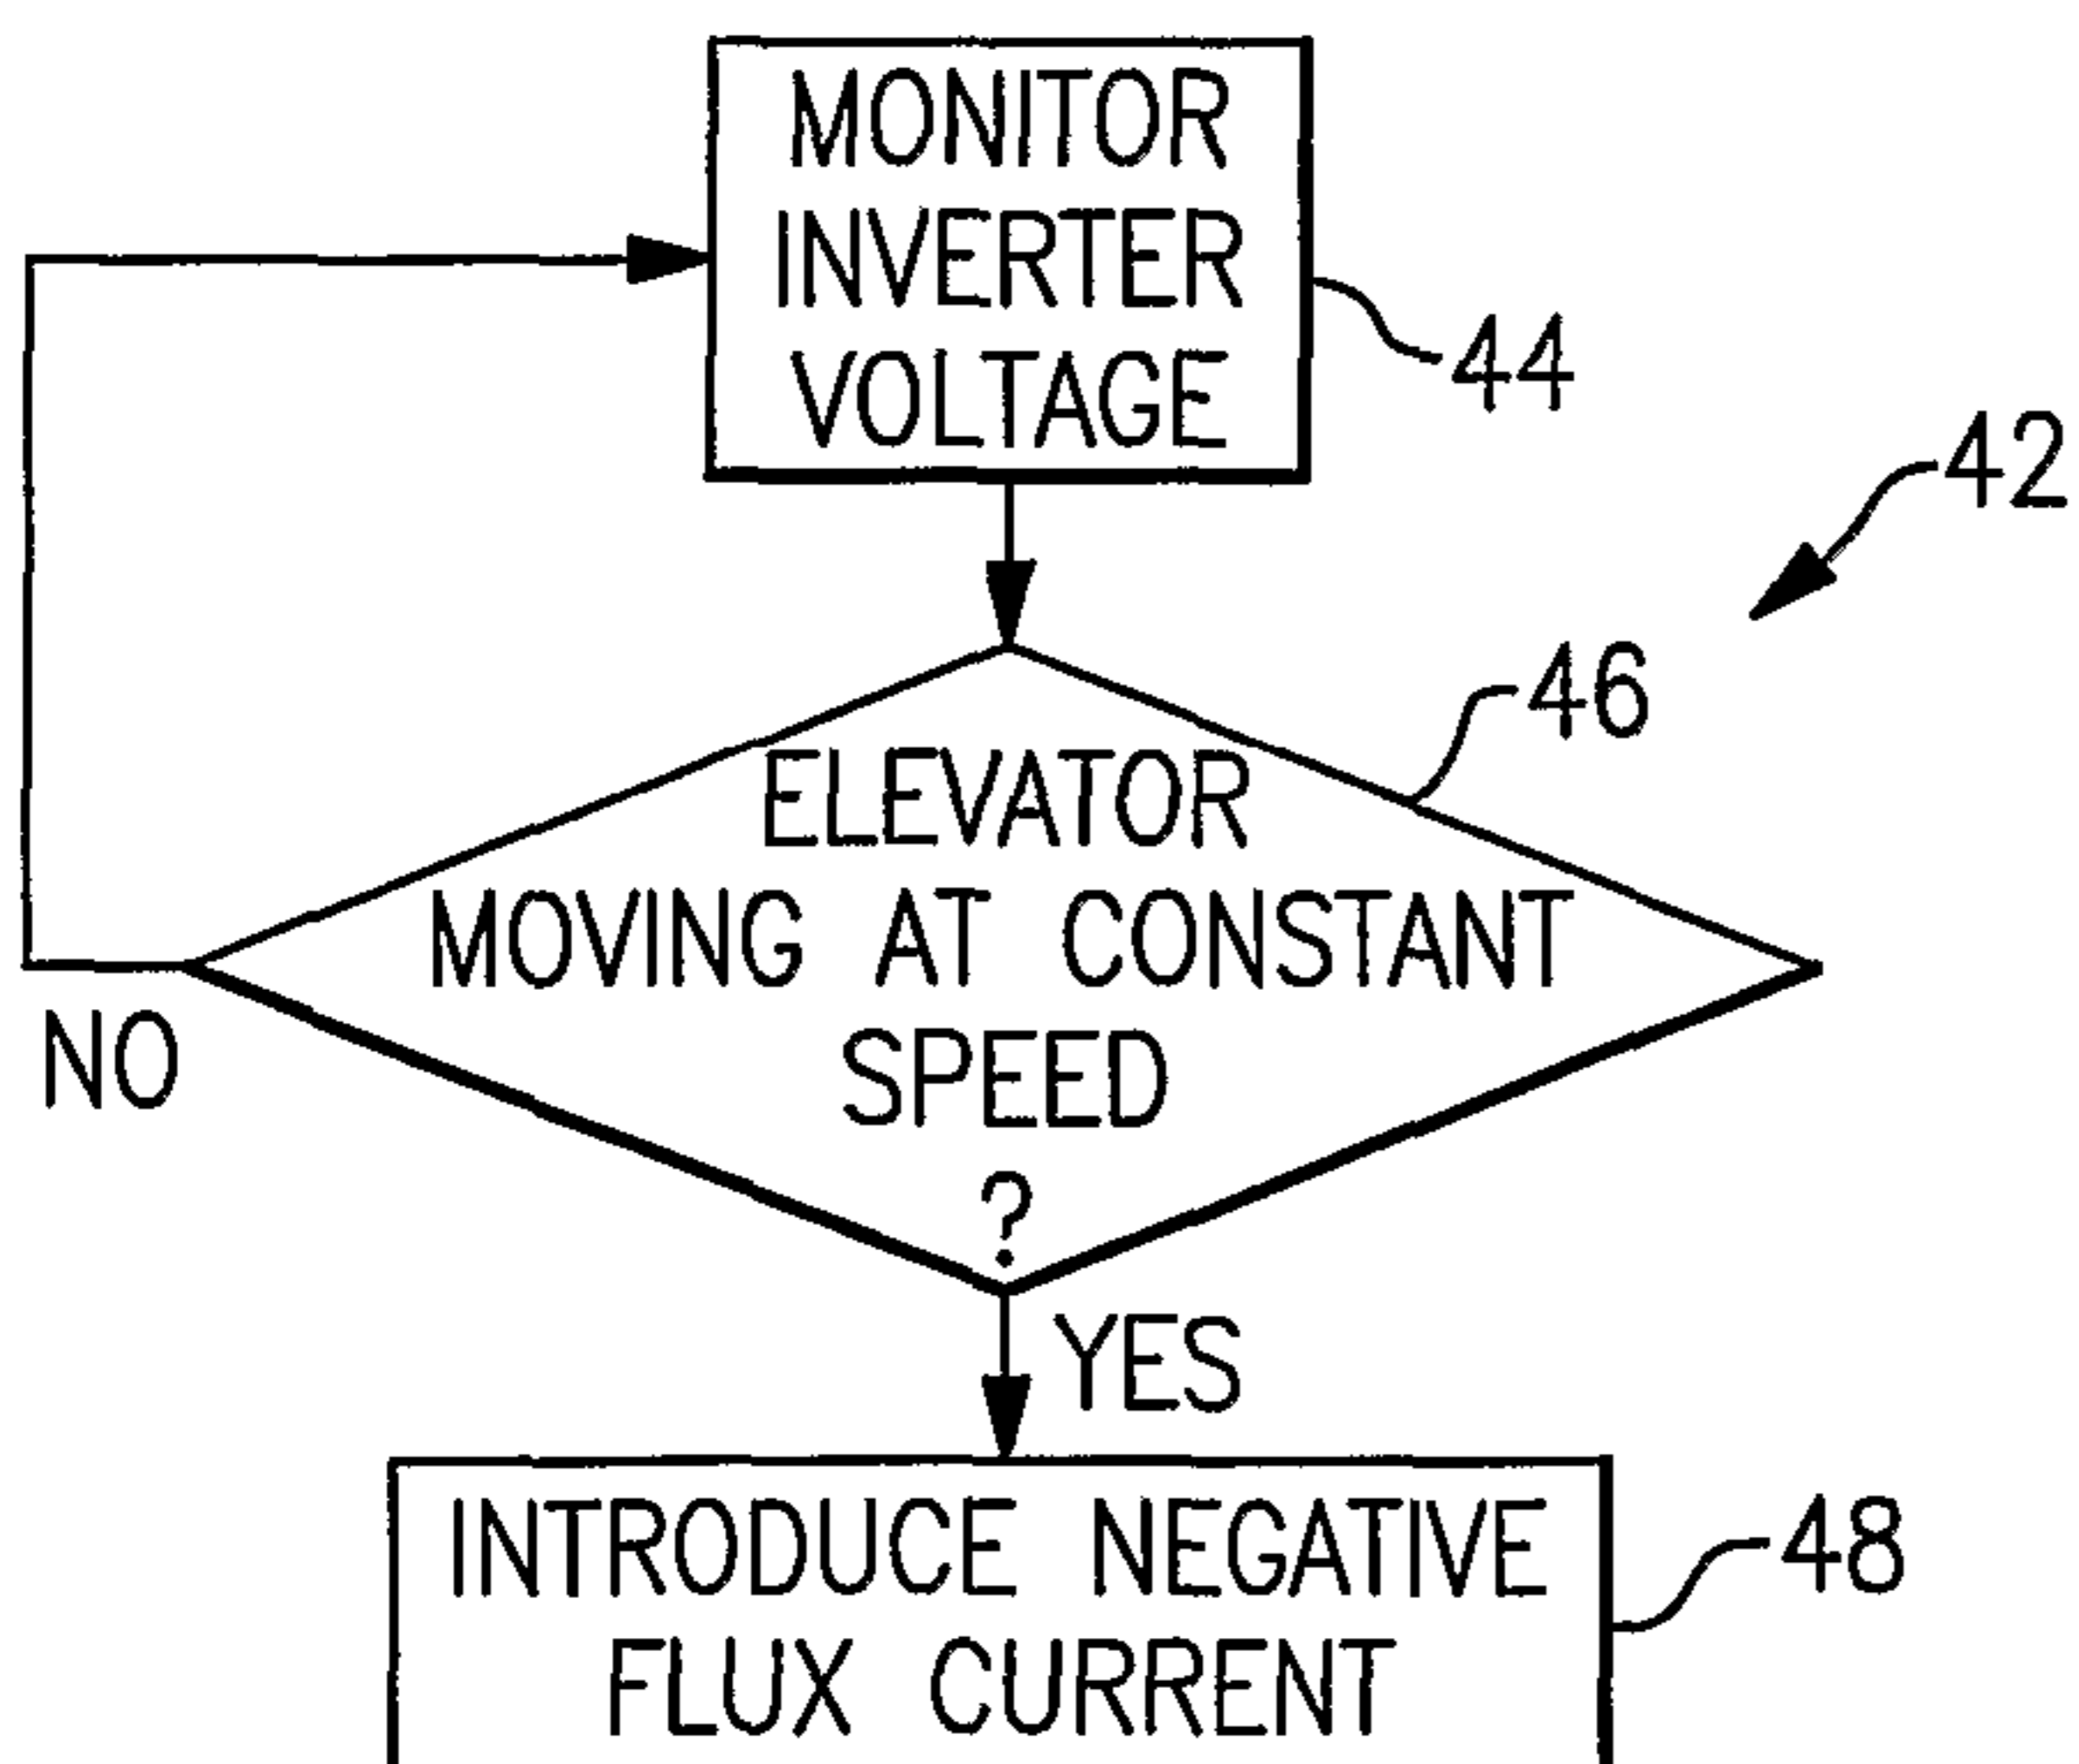 MONITOR
INVERTER
VOLTAGE
44
42
46
ELEVATOR
MOVING AT CONSTANT
SPEED
?
NO
YES
INTRODUCE NEGATIVE
FLUX CURRENT
48